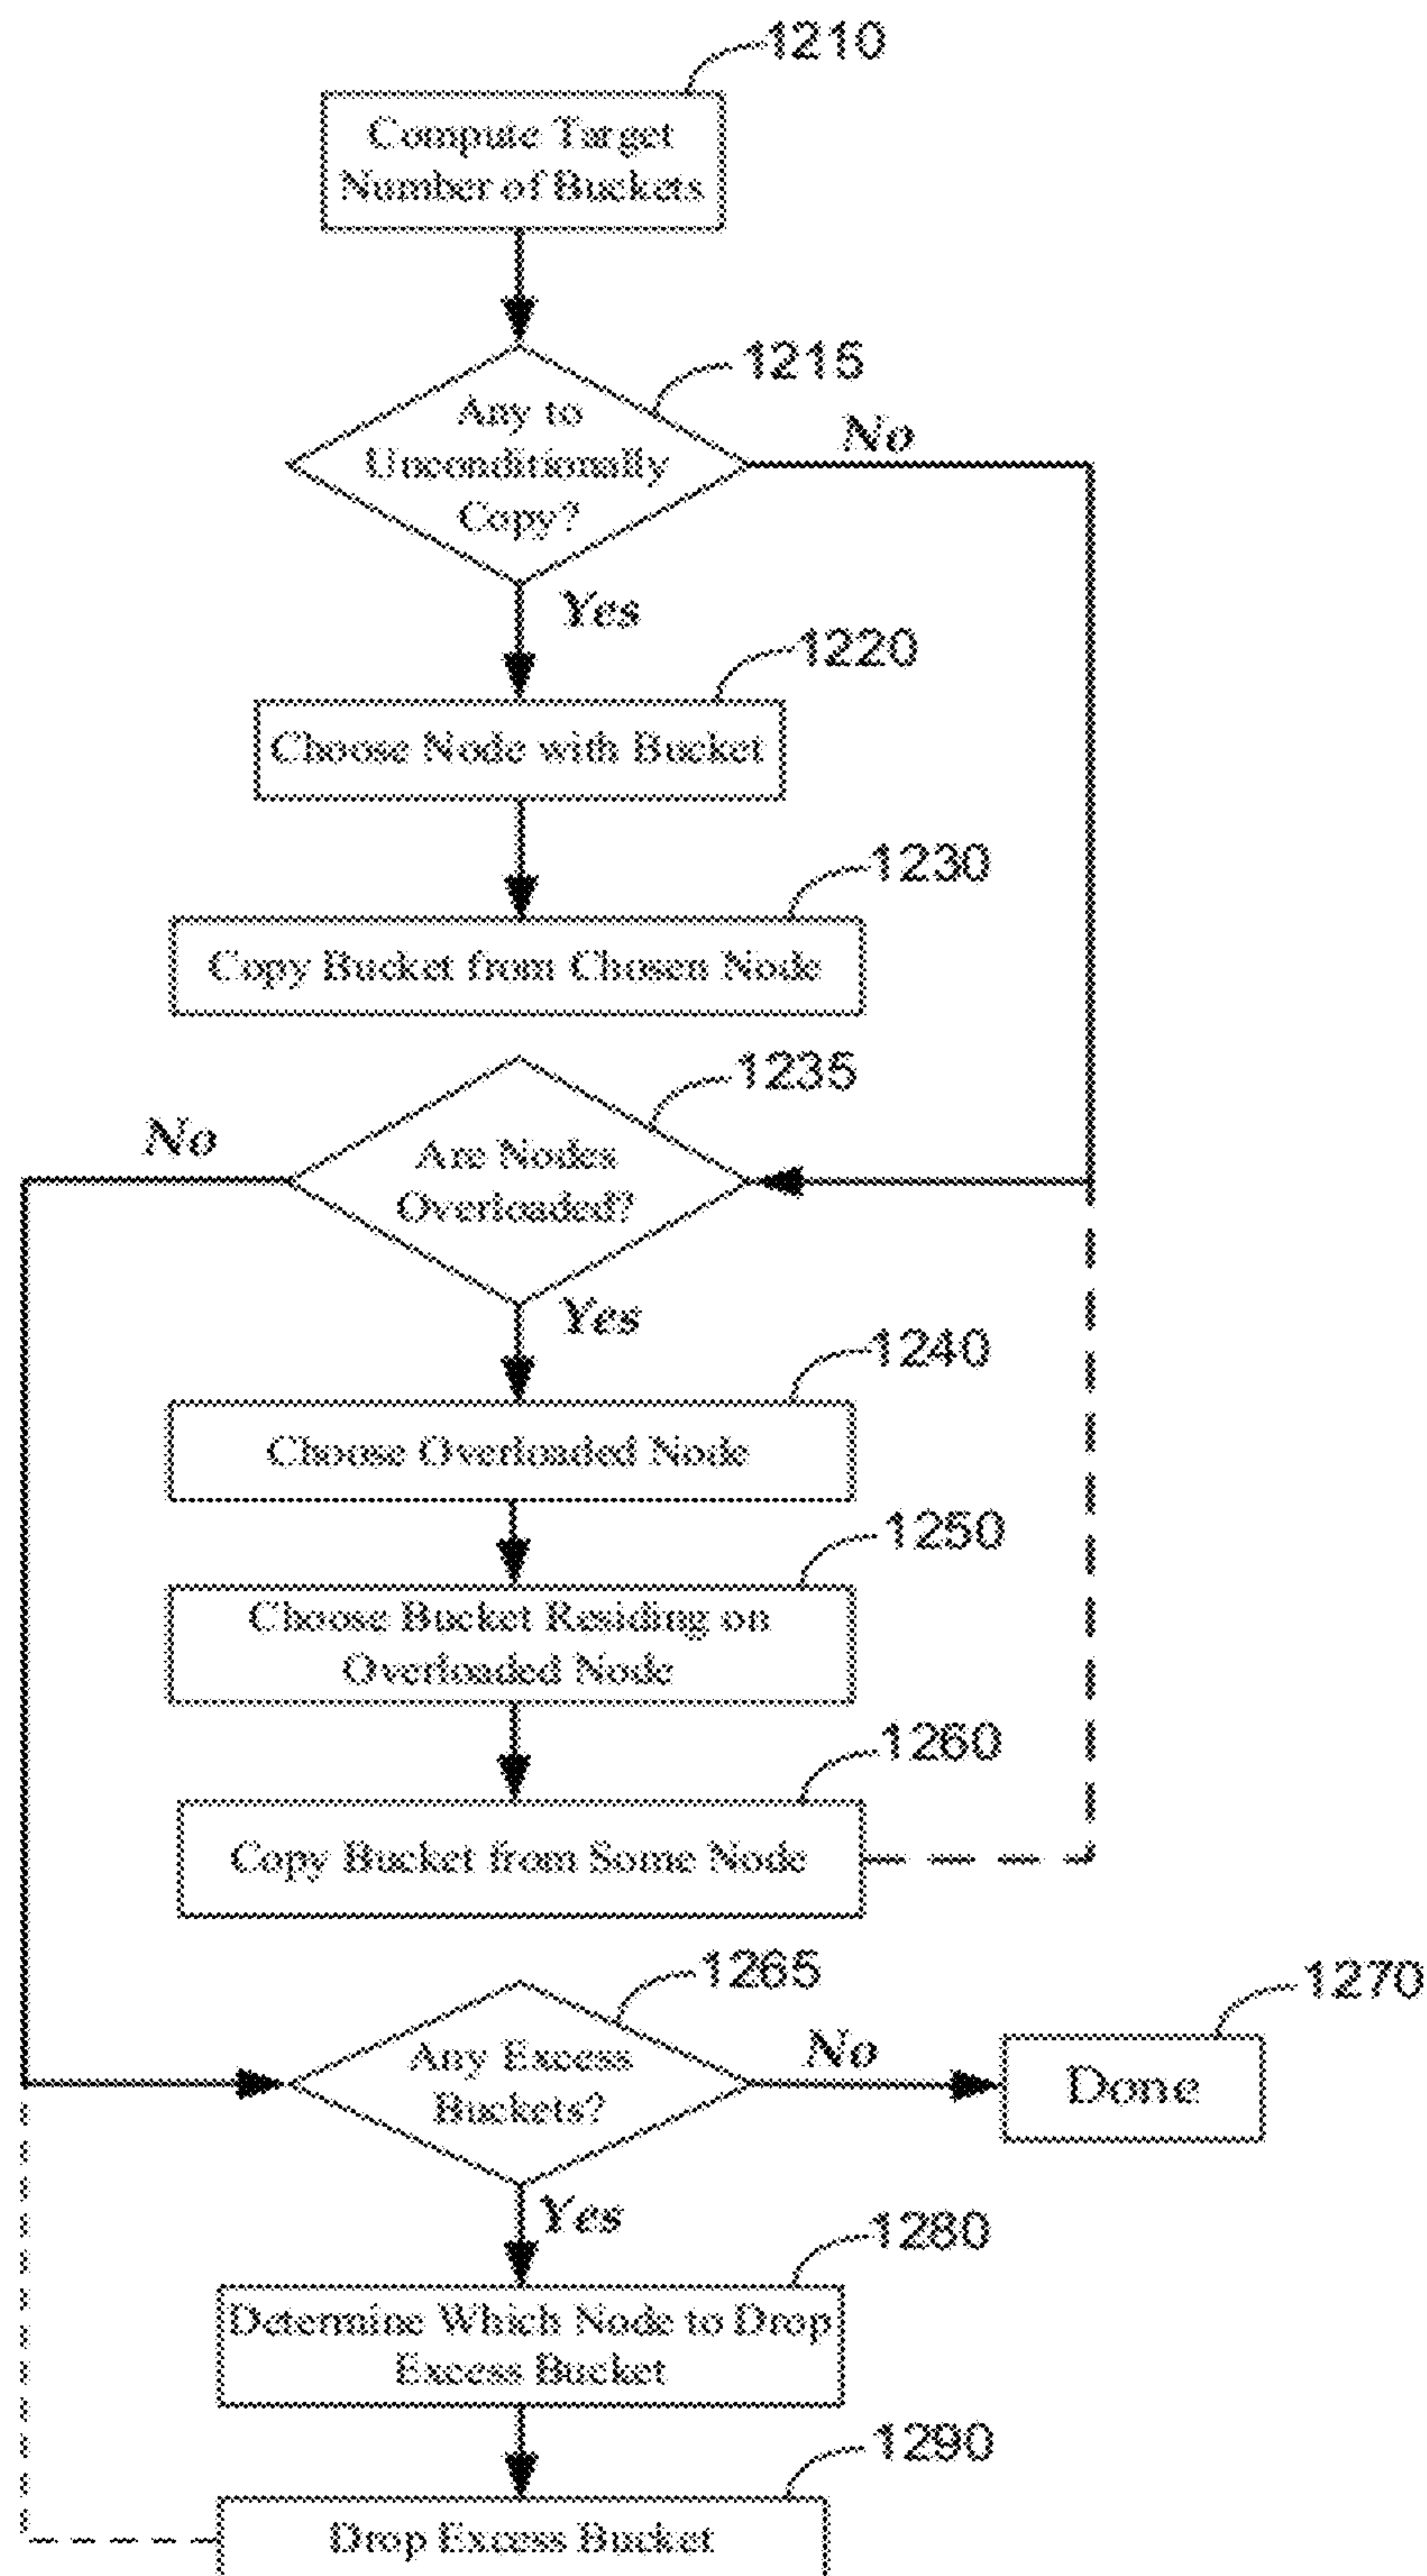 1210
Compute Target
Number of Buckets
1215
Any to
Unconditionally
Copy?
No
Yes
1220
Choose Node with Bucket
1230
Copy Bucket from Chosen Node
1235
No
Are Nodes
Overloaded?
Yes
1240
Choose Overloaded Node
1250
Choose Bucket Residing on
Overloaded Node
1260
Copy Bucket from Some Node
1265
1270
Any Excess
Buckets?
No
Done
Yes
1280
Determine Which Node to Drop
Excess Bucket
1290
Drop Excess Bucket